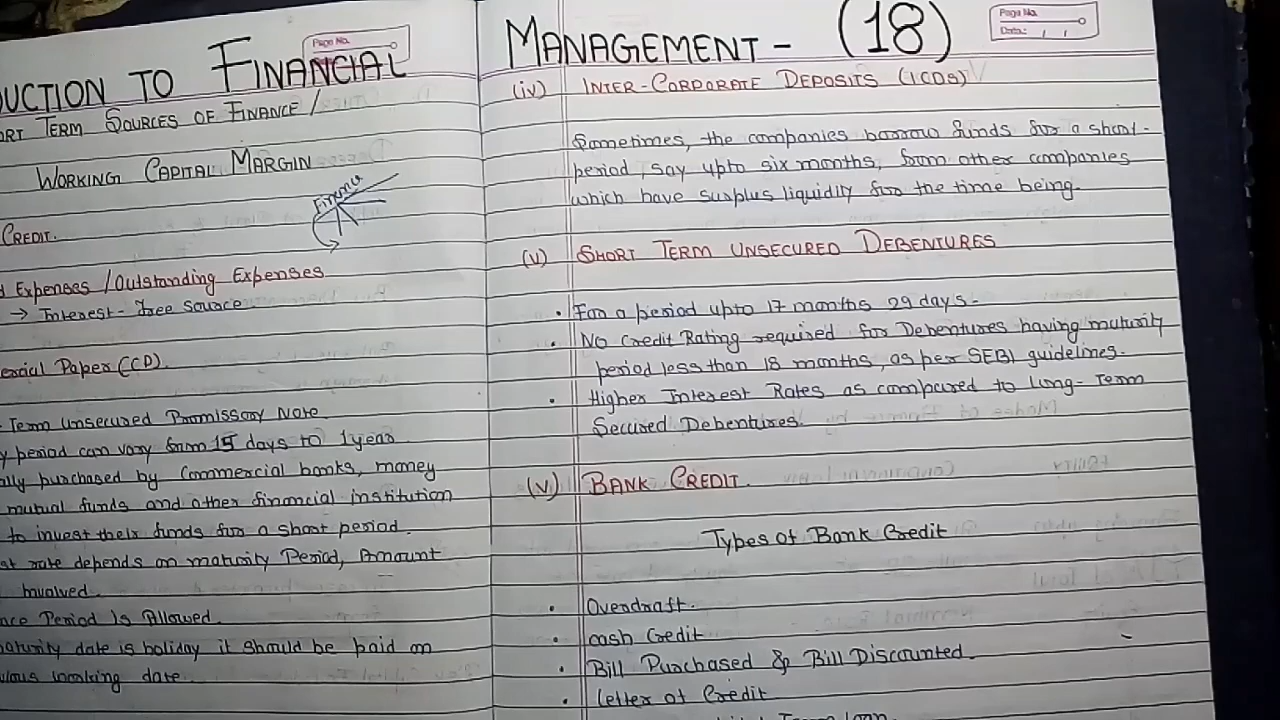 UCTION TO FINANCIAL
Page No.
ORT TERM SOURCES OF FINANCE /
WORKING CAPITAL MARGIN
Finance
CREDIT.
d Expenses / Outstanding Expenses
→ Interest - free source
ercial Paper (CD).
Term unsecured Promissory Note
y period can vary from 15 days to 1 year
ally purchased by Commercial banks, money
mutual funds and other financial institution
to invest their funds for a short period.
st rate depends on maturity Period, Amount
Involved.
ace Period Is Allowed.
maturity date is holiday it should be paid on
vious working date.
MANAGEMENT - (18)
Page No.
Date: / /
(iv) INTER-CORPORATE DEPOSITS (ICDS)
Sometimes, the companies borrow funds for a short-
period, say upto six months, from other companies
which have surplus liquidity for the time being.
(v) SHORT TERM UNSECURED DEBENTURES
• For a period upto 17 months 29 days.
• No Credit Rating required for Debentures having maturity
period less than 18 months, as per SEBI guidelines.
• Higher Interest Rates as compared to long-Term
Secured Debentures.
(v) BANK CREDIT.
Types of Bank Credit
• Overdraft.
• Cash Credit
• Bill Purchased & Bill Discounted
• Letter of Credit
Term loan